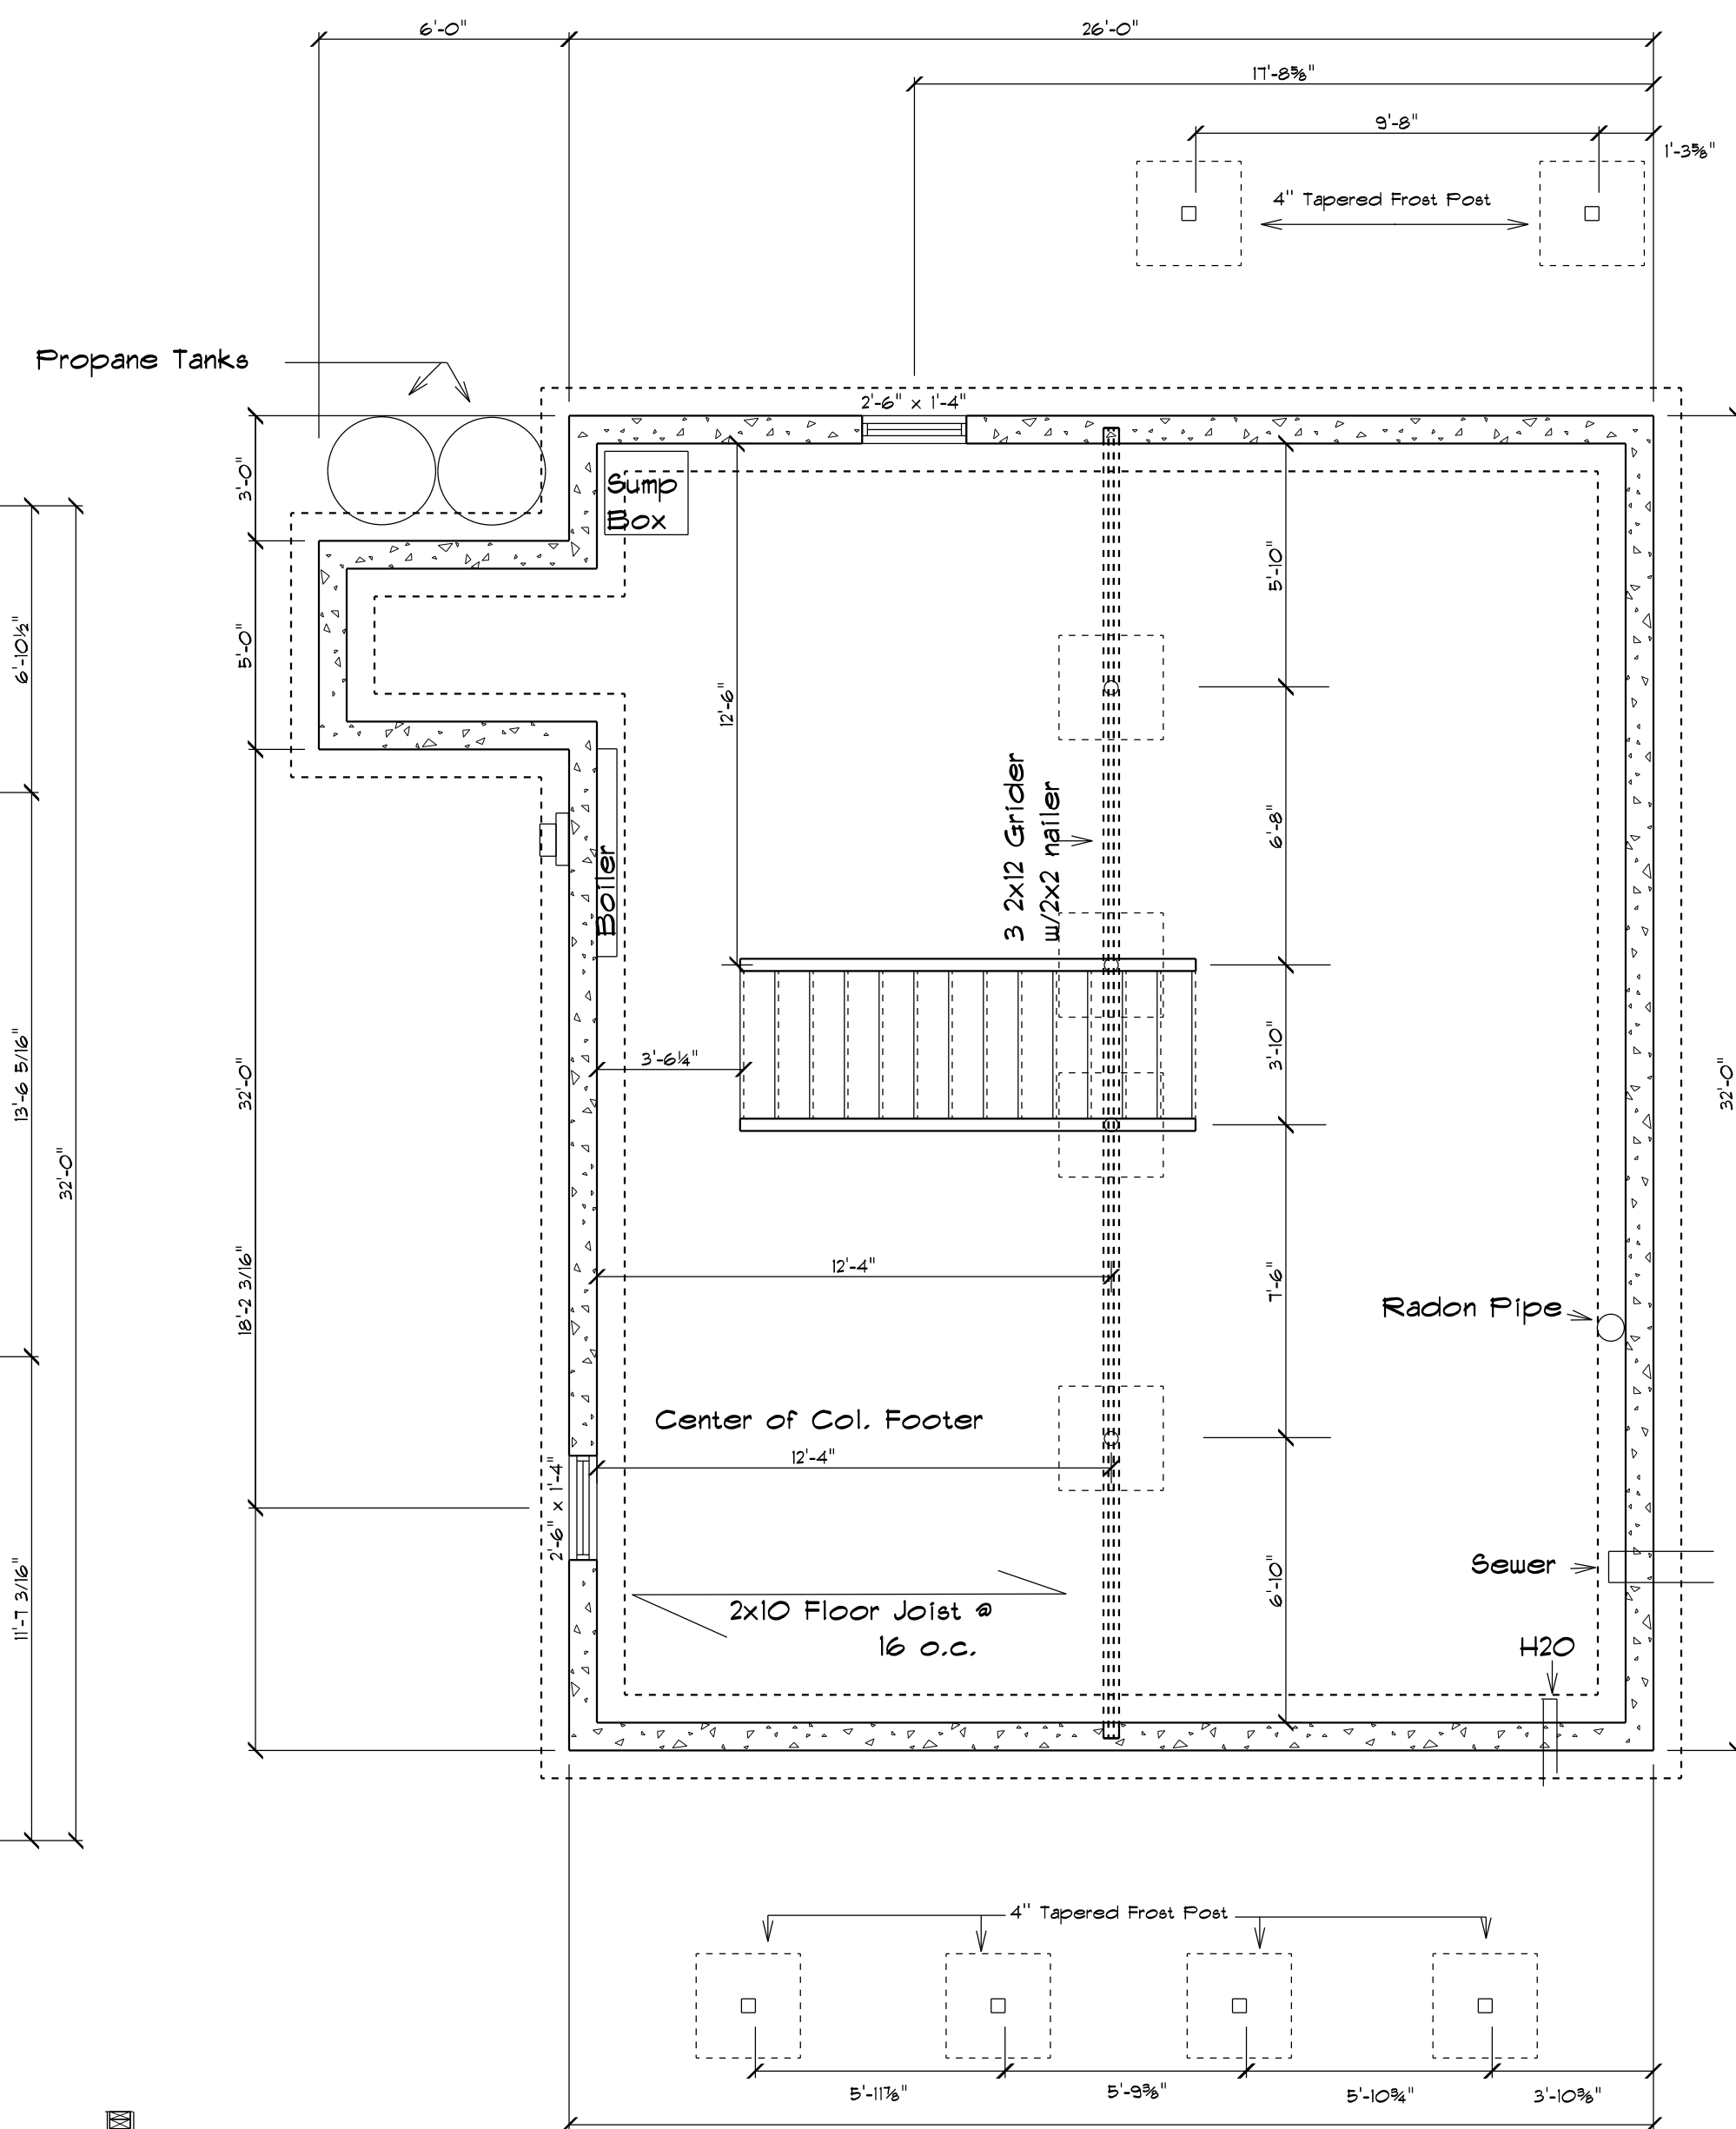 6'-0"
26'-0"
17'-8⅝"
9'-8"
1'-3⅝"
4" Tapered Frost Post
Propane Tanks
2'-6" x 1'-4"
3'-0"
Sump
Box
5'-10"
6'-10½"
5'-0"
12'-6"
3 2x12 Grider
w/2x2 nailer
6'-8"
Boiler
13'-6 5/16"
32'-0"
3'-6¼"
3'-10"
32'-0"
32'-0"
12'-4"
18'-2 3/16"
7'-6"
Radon Pipe
Center of Col. Footer
12'-4"
2'-6" x 1'-4"
Sewer
6'-10"
11'-7 3/16"
2x10 Floor Joist @
16 o.c.
H2O
4" Tapered Frost Post
5'-11⅞"
5'-9⅜"
5'-10¾"
3'-10⅜"